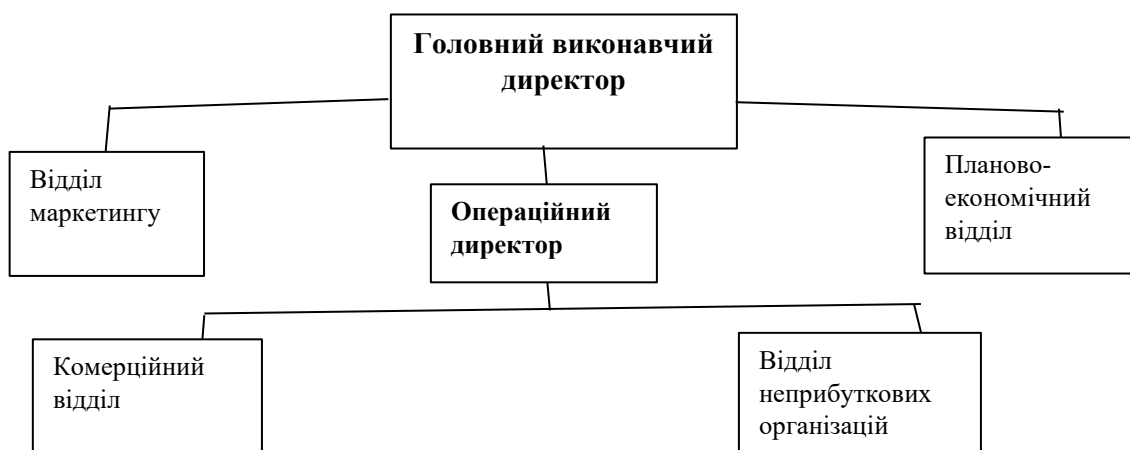 Головний виконавчий
директор
Відділ
маркетингу
Операційний
директор
Планово-
економічний
відділ
Комерційний
відділ
Відділ
неприбуткових
організацій